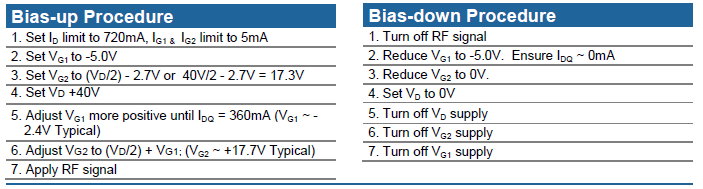 Bias-up Procedure
1. Set ID limit to 720mA, IG1 & IG2 limit to 5mA
2. Set VG1 to -5.0V
3. Set VG2 to (VD/2) - 2.7V or 40V/2 - 2.7V = 17.3V
4. Set VD +40V
5. Adjust VG1 more positive until IDQ = 360mA (VG1 ~ -
2.4V Typical)
6. Adjust VG2 to (VD/2) + VG1; (VG2 ~ +17.7V Typical)
7. Apply RF signal
Bias-down Procedure
1. Turn off RF signal
2. Reduce VG1 to -5.0V. Ensure IDQ ~ 0mA
3. Reduce VG2 to 0V.
4. Set VD to 0V
5. Turn off VD supply
6. Turn off VG2 supply
7. Turn off VG1 supply